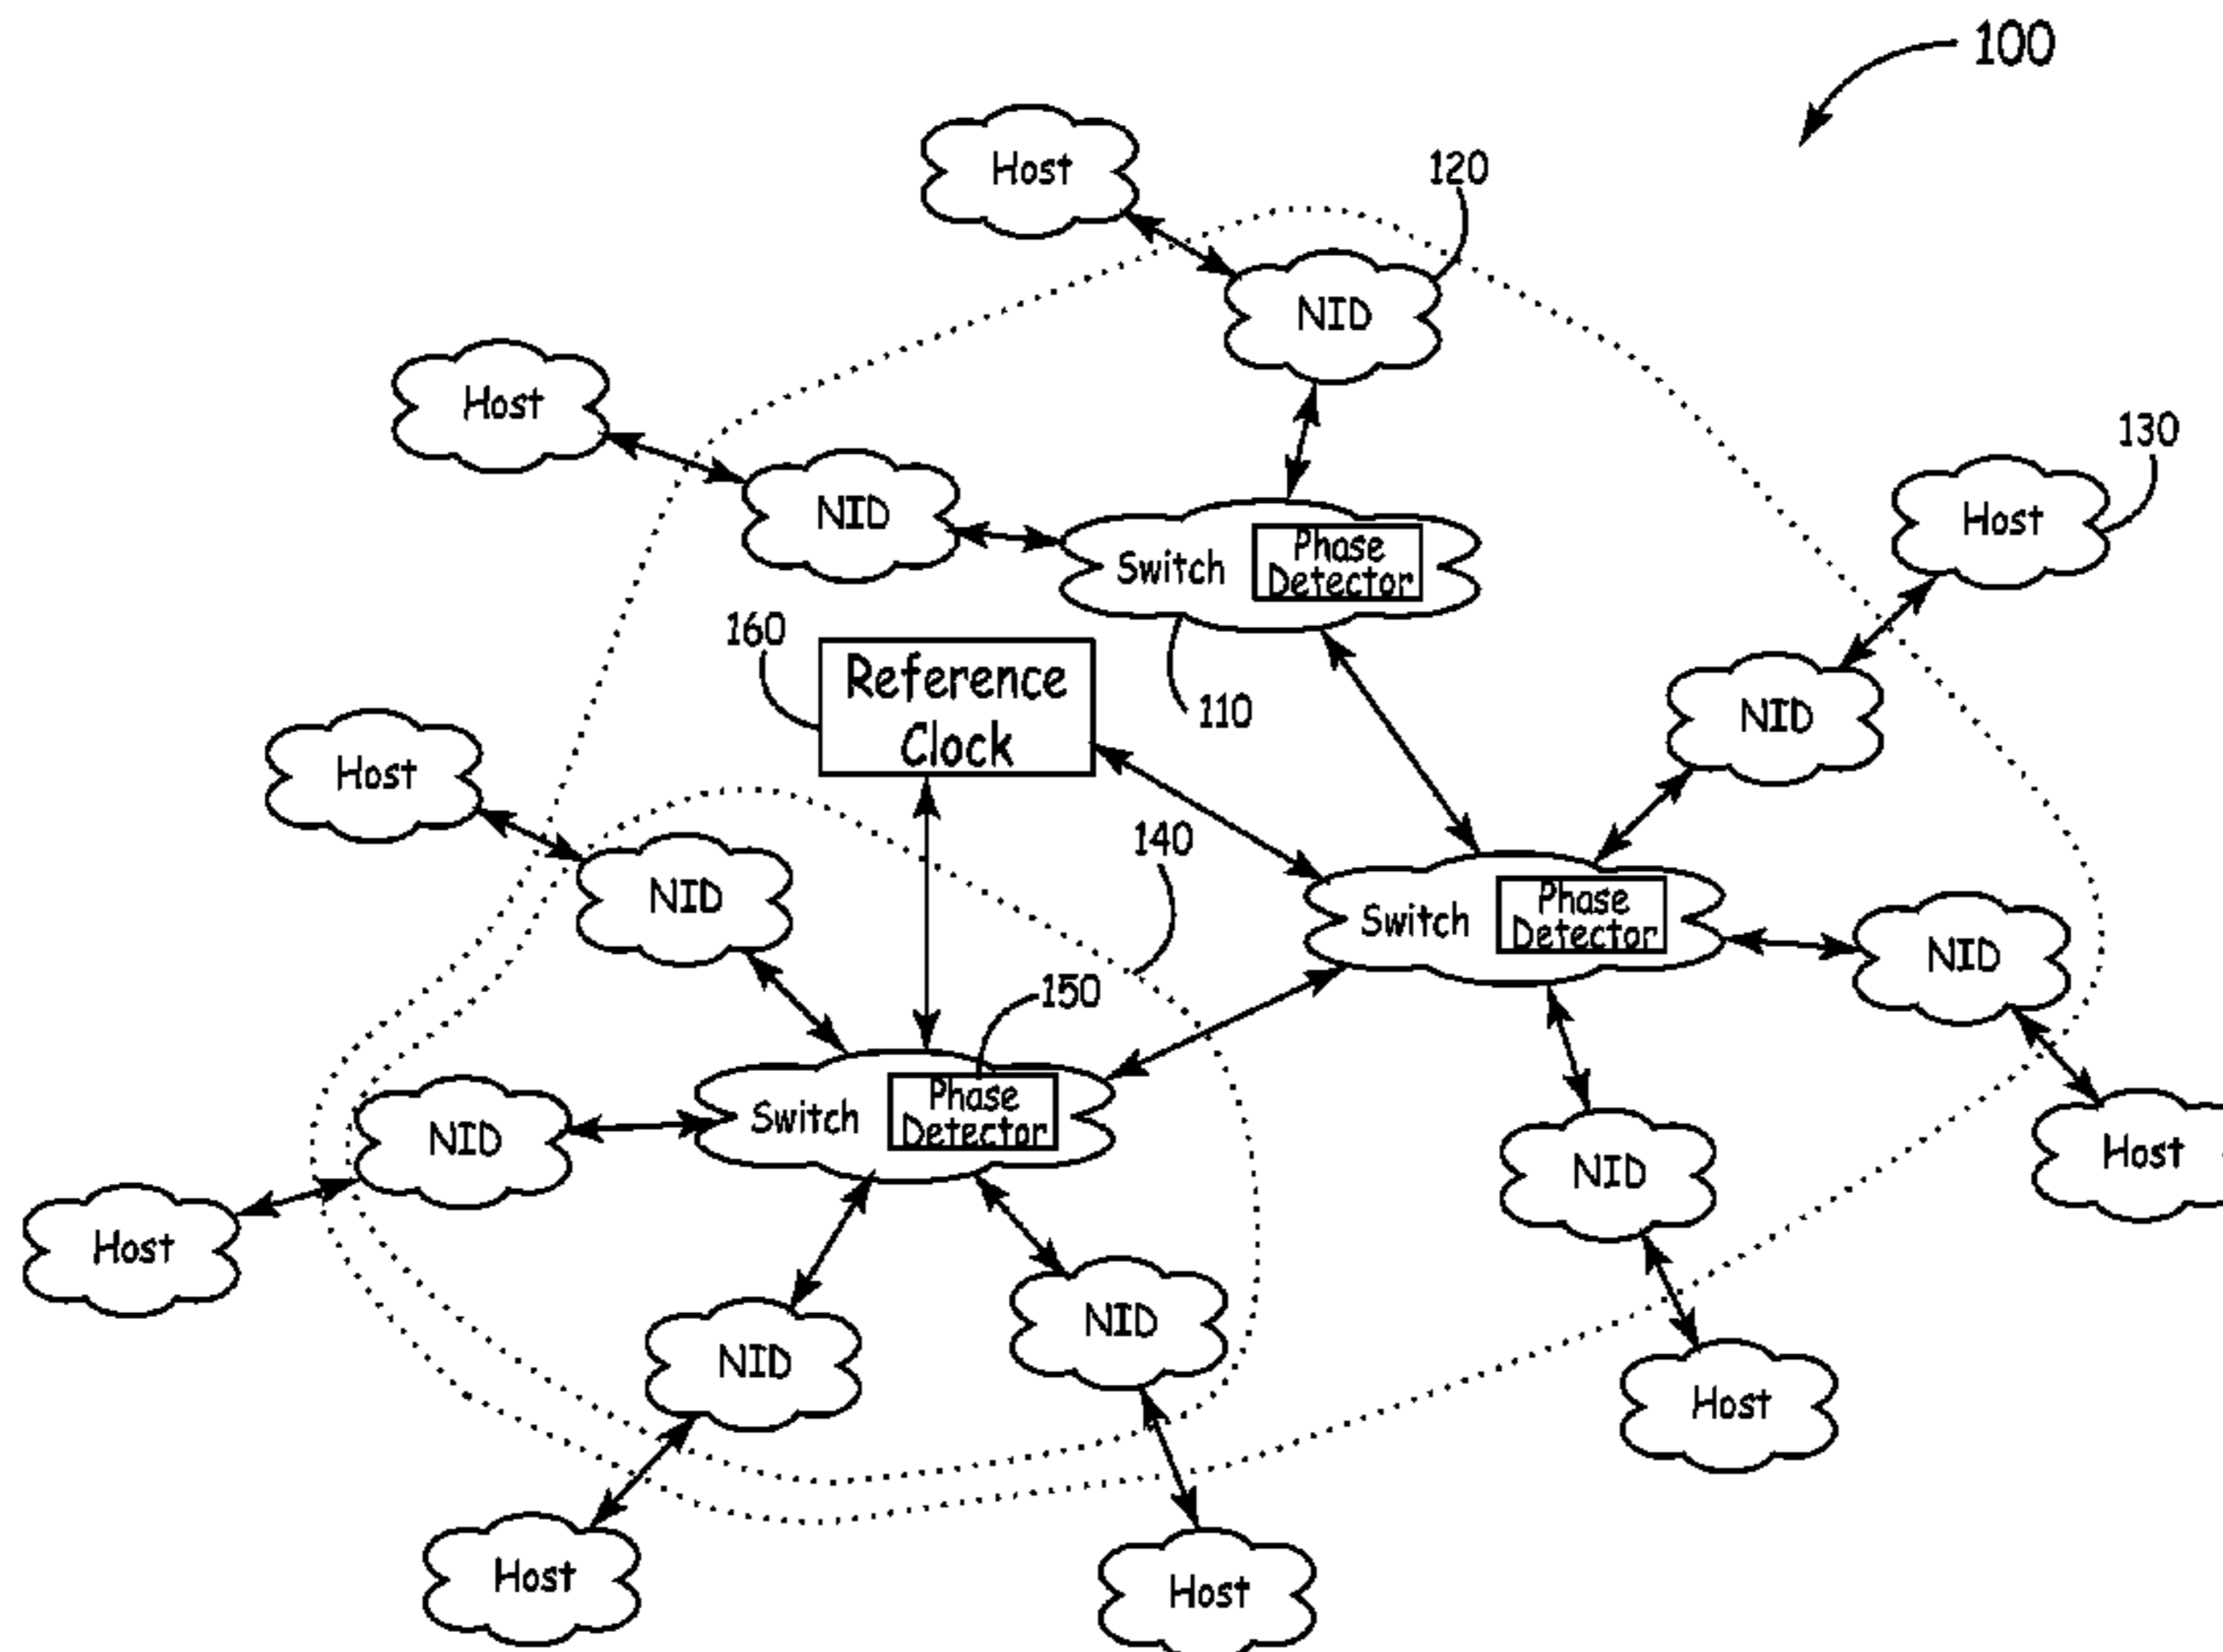 100
Host
120
NID
Host
130
Host
NID
Switch
Phase
Detector
160
Reference
Clock
110
NID
Host
140
NID
Switch
Phase
Detector
NID
150
Switch
Phase
Detector
NID
NID
Host
Host
NID
NID
Host
Host
Host